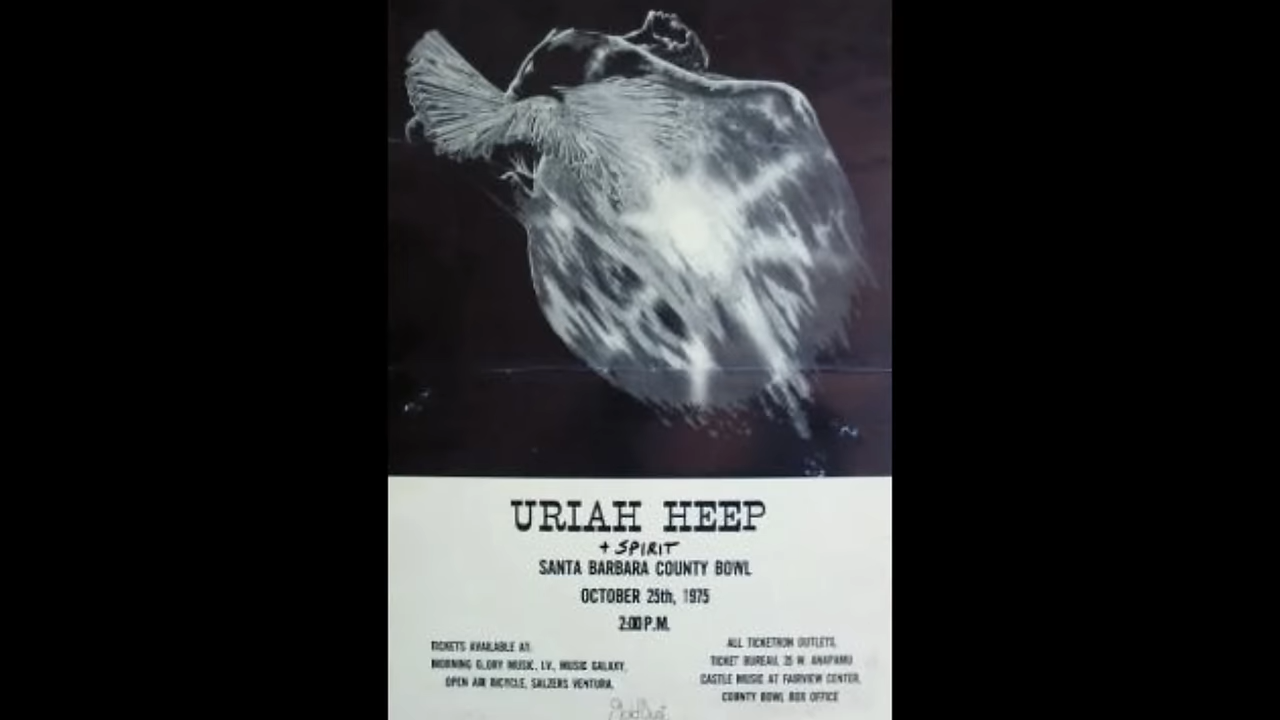 URIAH HEEP
+ SPIRIT
SANTA BARBARA COUNTY BOWL
OCTOBER 25th, 1975
2:00 P.M.
TICKETS AVAILABLE AT:
MORNING GLORY MUSIC, I.V., MUSIC GALAXY,
OPEN AIR BICYCLE, SALZERS VENTURA,
ALL TICKETRON OUTLETS,
TICKET BUREAU, 35 W. ANAPAMU
CASTLE MUSIC AT FAIRVIEW CENTER,
COUNTY BOWL BOX OFFICE